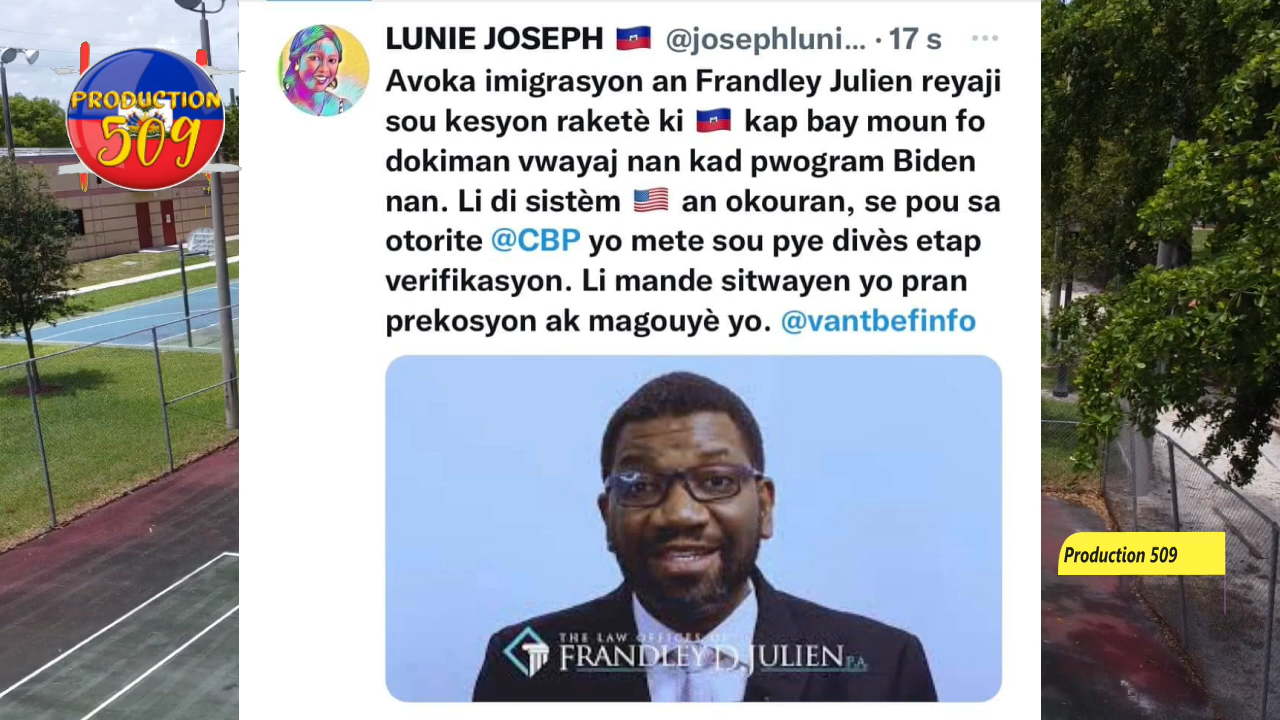 LUNIE JOSEPH 🇭🇹 @josephluni... · 17 s
Avoka imigrasyon an Frandley Julien reyaji
sou kesyon raketè ki 🇭🇹 kap bay moun fo
dokiman vwayaj nan kad pwogram Biden
nan. Li di sistèm 🇺🇸 an okouran, se pou sa
otorite @CBP yo mete sou pye divès etap
verifikasyon. Li mande sitwayen yo pran
prekosyon ak magouyè yo. @vantbefinfo
THE LAW OFFICES OF
FRANDLEY D. JULIEN P.A.
PRODUCTION
509
Production 509